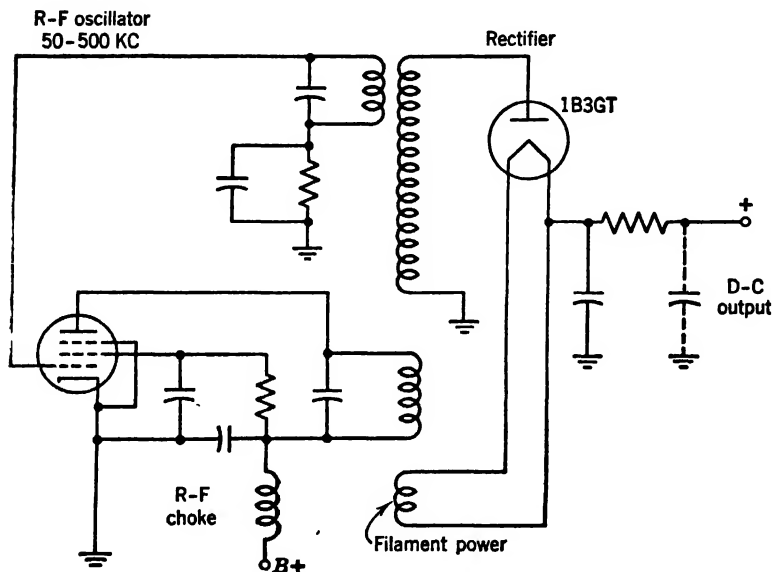 R-F oscillator
50-500 KC
Rectifier
1B3GT
+
D-C
output
R-F
choke
Filament power
B+